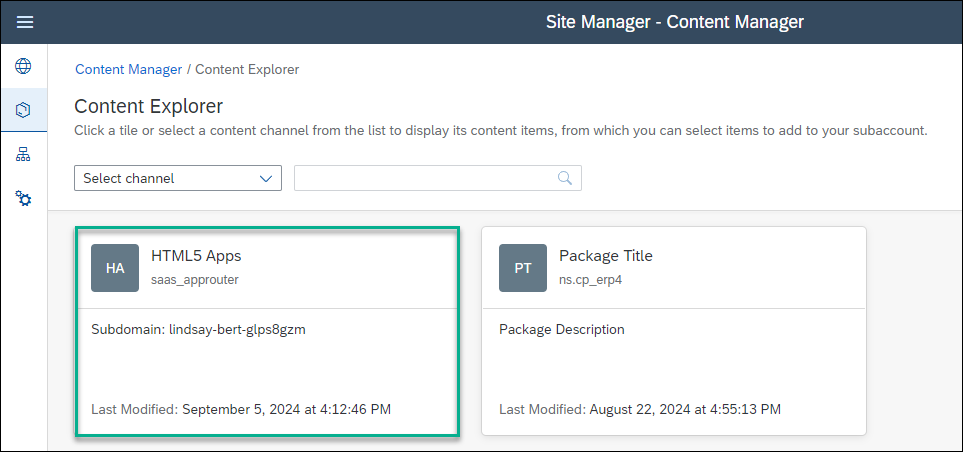 Site Manager - Content Manager
Content Manager / Content Explorer
Content Explorer
Click a tile or select a content channel from the list to display its content items, from which you can select items to add to your subaccount.
Select channel
HA
HTML5 Apps
saas_approuter
Subdomain: lindsay-bert-glps8gzm
Last Modified: September 5, 2024 at 4:12:46 PM
PT
Package Title
ns.cp_erp4
Package Description
Last Modified: August 22, 2024 at 4:55:13 PM